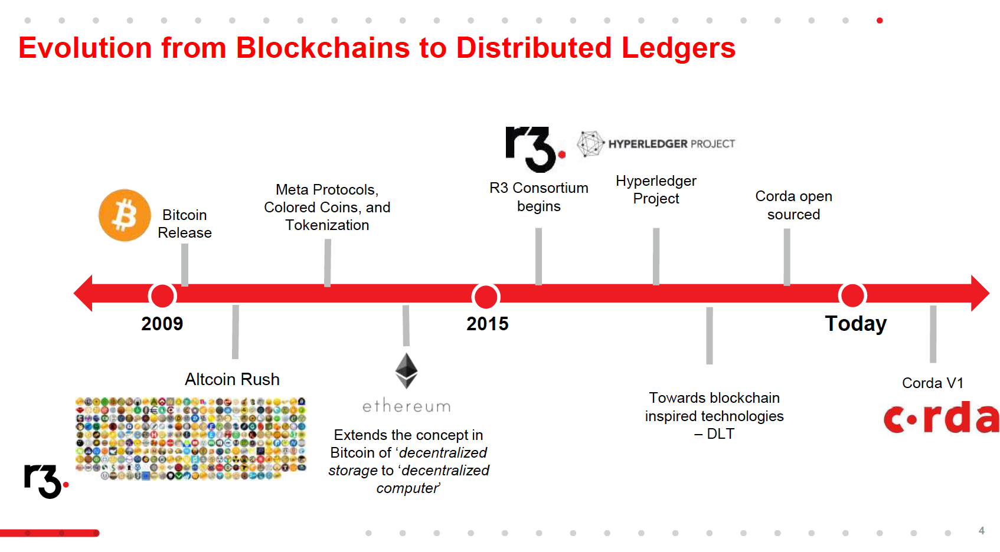 Evolution from Blockchains to Distributed Ledgers
r3.
HYPERLEDGER PROJECT
Bitcoin
Release
Meta Protocols,
Colored Coins, and
Tokenization
R3 Consortium
begins
Hyperledger
Project
Corda open
sourced
2009
2015
Today
Altcoin Rush
ethereum
Extends the concept in
Bitcoin of ‘decentralized
storage to ‘decentralized
computer’
Towards blockchain
inspired technologies
– DLT
Corda V1
c•rda
r3.
4